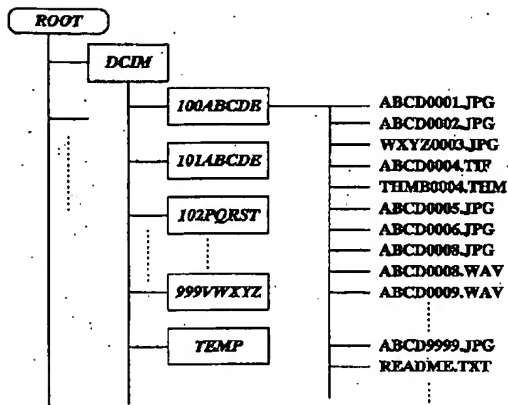 ROOT
DCIM
100ABCDE
101ABCDE
102PQRST
999VWXYZ
TEMP
ABCD0001.JPG
ABCD0002.JPG
WXYZ0003.JPG
ABCD0004.TIF
THMB0004.THM
ABCD0005.JPG
ABCD0006.JPG
ABCD0008.JPG
ABCD0008.WAV
ABCD0009.WAV
ABCD9999.JPG
README.TXT